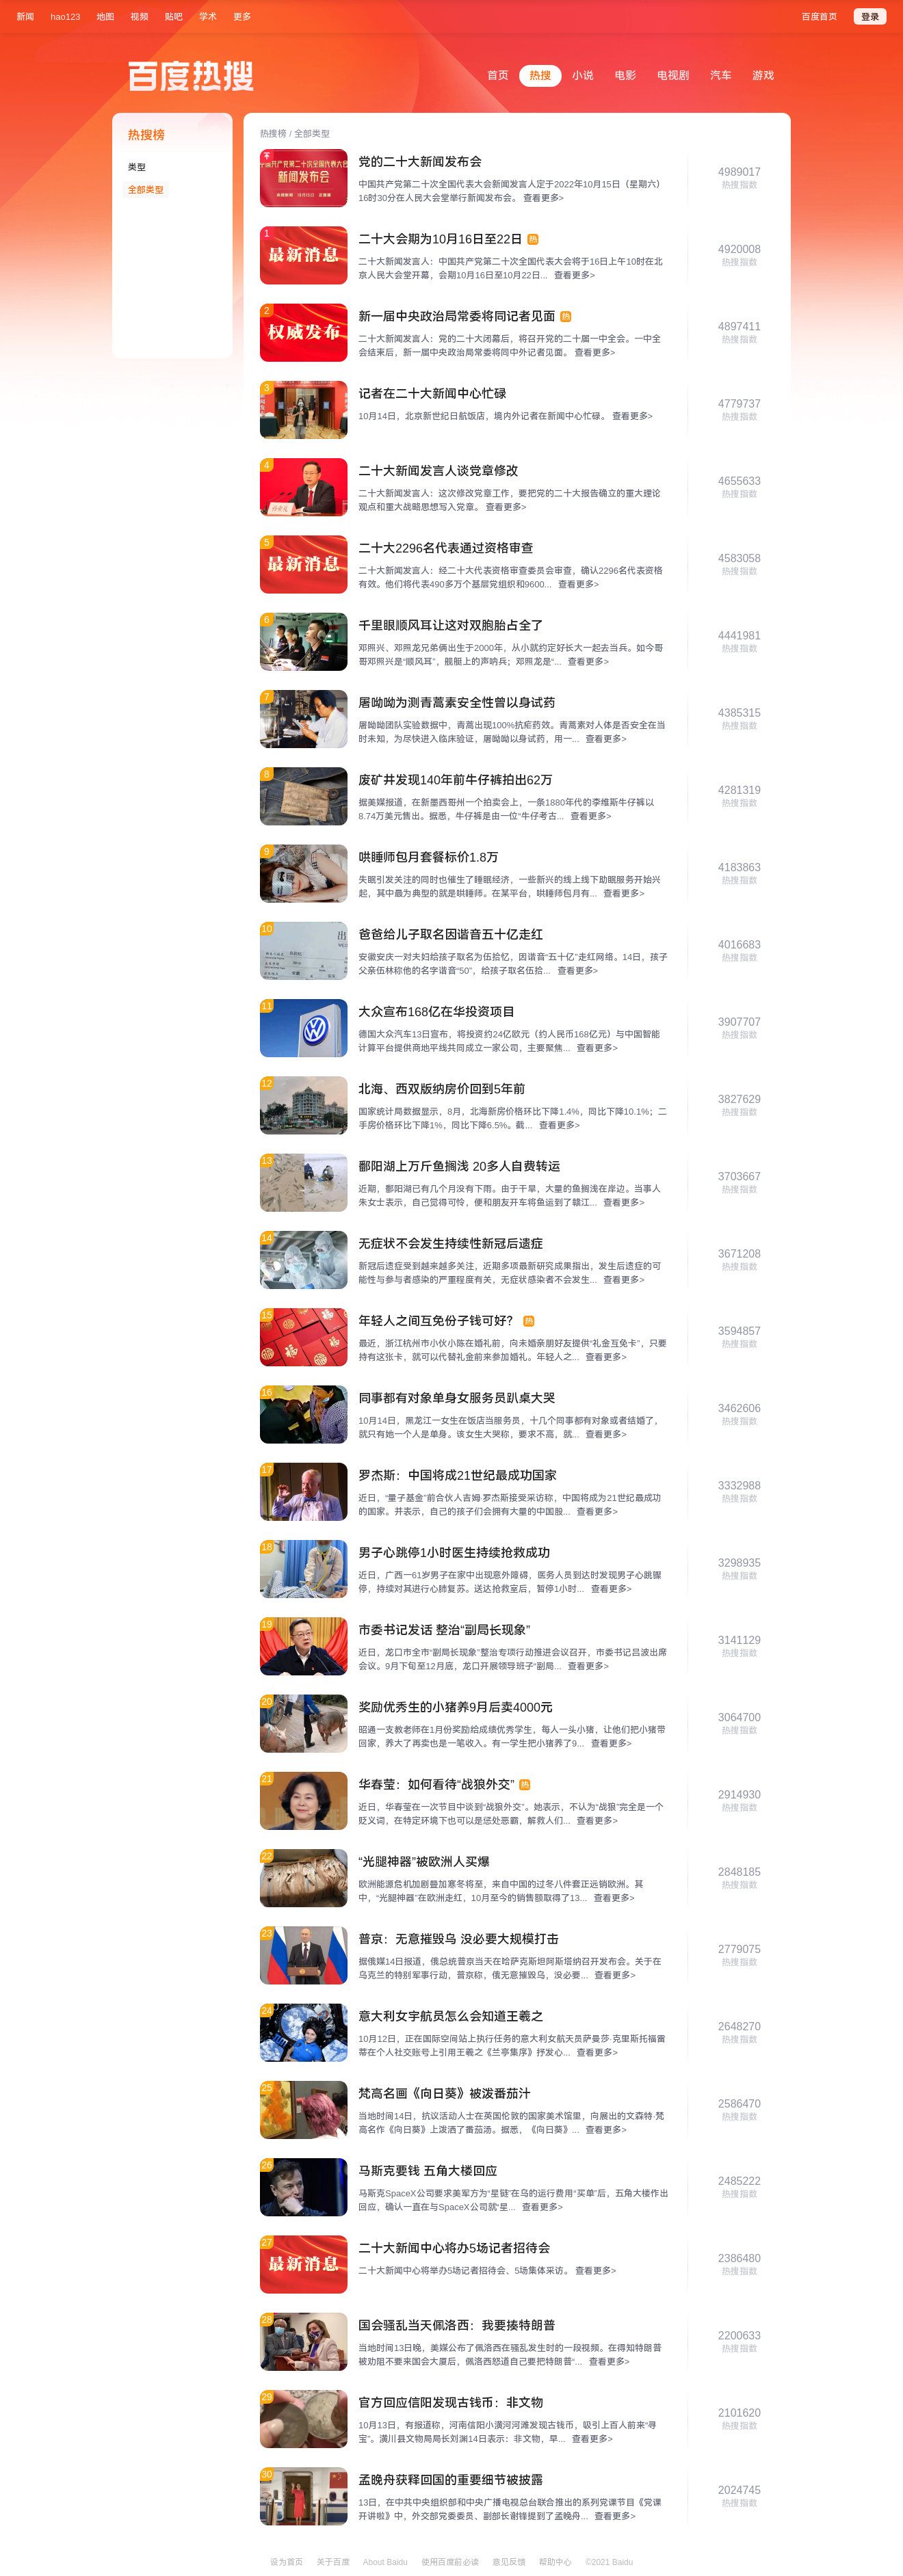 新闻 hao123 地图 视频 贴吧 学术 更多 百度首页 登录
百度热搜
首页 热搜 小说 电影 电视剧 汽车 游戏
热搜榜
类型
全部类型
热搜榜 / 全部类型
中国共产党第二十次全国代表大会
新闻发布会
党的二十大新闻发布会
中国共产党第二十次全国代表大会新闻发言人定于2022年10月15日（星期六）
16时30分在人民大会堂举行新闻发布会。 查看更多>
4989017
热搜指数
1
最新消息
二十大会期为10月16日至22日 热
二十大新闻发言人：中国共产党第二十次全国代表大会将于16日上午10时在北
京人民大会堂开幕，会期10月16日至10月22日... 查看更多>
4920008
热搜指数
2
权威发布
新一届中央政治局常委将同记者见面 热
二十大新闻发言人：党的二十大闭幕后，将召开党的二十届一中全会。一中全
会结束后，新一届中央政治局常委将同中外记者见面。 查看更多>
4897411
热搜指数
3
记者在二十大新闻中心忙碌
10月14日，北京新世纪日航饭店，境内外记者在新闻中心忙碌。 查看更多>
4779737
热搜指数
4
二十大新闻发言人谈党章修改
二十大新闻发言人：这次修改党章工作，要把党的二十大报告确立的重大理论
观点和重大战略思想写入党章。 查看更多>
4655633
热搜指数
5
最新消息
二十大2296名代表通过资格审查
二十大新闻发言人：经二十大代表资格审查委员会审查，确认2296名代表资格
有效。他们将代表490多万个基层党组织和9600... 查看更多>
4583058
热搜指数
6
千里眼顺风耳让这对双胞胎占全了
邓照兴、邓照龙兄弟俩出生于2000年，从小就约定好长大一起去当兵。如今哥
哥邓照兴是“顺风耳”，舰艇上的声呐兵；邓照龙是“... 查看更多>
4441981
热搜指数
7
屠呦呦为测青蒿素安全性曾以身试药
屠呦呦团队实验数据中，青蒿出现100%抗疟药效。青蒿素对人体是否安全在当
时未知，为尽快进入临床验证，屠呦呦以身试药，用一... 查看更多>
4385315
热搜指数
8
废矿井发现140年前牛仔裤拍出62万
据美媒报道，在新墨西哥州一个拍卖会上，一条1880年代的李维斯牛仔裤以
8.74万美元售出。据悉，牛仔裤是由一位“牛仔考古... 查看更多>
4281319
热搜指数
9
哄睡师包月套餐标价1.8万
失眠引发关注的同时也催生了睡眠经济，一些新兴的线上线下助眠服务开始兴
起，其中最为典型的就是哄睡师。在某平台，哄睡师包月有... 查看更多>
4183863
热搜指数
10
爸爸给儿子取名因谐音五十亿走红
安徽安庆一对夫妇给孩子取名为伍拾忆，因谐音“五十亿”走红网络。14日，孩子
父亲伍林称他的名字谐音“50”，给孩子取名伍拾... 查看更多>
4016683
热搜指数
11
大众宣布168亿在华投资项目
德国大众汽车13日宣布，将投资约24亿欧元（约人民币168亿元）与中国智能
计算平台提供商地平线共同成立一家公司，主要聚焦... 查看更多>
3907707
热搜指数
12
北海、西双版纳房价回到5年前
国家统计局数据显示，8月，北海新房价格环比下降1.4%，同比下降10.1%；二
手房价格环比下降1%，同比下降6.5%。截... 查看更多>
3827629
热搜指数
13
鄱阳湖上万斤鱼搁浅 20多人自费转运
近期，鄱阳湖已有几个月没有下雨。由于干旱，大量的鱼搁浅在岸边。当事人
朱女士表示，自己觉得可怜，便和朋友开车将鱼运到了赣江... 查看更多>
3703667
热搜指数
14
无症状不会发生持续性新冠后遗症
新冠后遗症受到越来越多关注，近期多项最新研究成果指出，发生后遗症的可
能性与参与者感染的严重程度有关，无症状感染者不会发生... 查看更多>
3671208
热搜指数
15
年轻人之间互免份子钱可好？ 热
最近，浙江杭州市小伙小陈在婚礼前，向未婚亲朋好友提供“礼金互免卡”，只要
持有这张卡，就可以代替礼金前来参加婚礼。年轻人之... 查看更多>
3594857
热搜指数
16
同事都有对象单身女服务员趴桌大哭
10月14日，黑龙江一女生在饭店当服务员，十几个同事都有对象或者结婚了，
就只有她一个人是单身。该女生大哭称，要求不高，就... 查看更多>
3462606
热搜指数
17
罗杰斯：中国将成21世纪最成功国家
近日，“量子基金”前合伙人吉姆·罗杰斯接受采访称，中国将成为21世纪最成功
的国家。并表示，自己的孩子们会拥有大量的中国股... 查看更多>
3332988
热搜指数
18
男子心跳停1小时医生持续抢救成功
近日，广西一61岁男子在家中出现意外障碍，医务人员到达时发现男子心跳骤
停，持续对其进行心肺复苏。送达抢救室后，暂停1小时... 查看更多>
3298935
热搜指数
19
市委书记发话 整治“副局长现象”
近日，龙口市全市“副局长现象”整治专项行动推进会议召开，市委书记吕波出席
会议。9月下旬至12月底，龙口开展领导班子“副局... 查看更多>
3141129
热搜指数
20
奖励优秀生的小猪养9月后卖4000元
昭通一支教老师在1月份奖励给成绩优秀学生，每人一头小猪，让他们把小猪带
回家，养大了再卖也是一笔收入。有一学生把小猪养了9... 查看更多>
3064700
热搜指数
21
华春莹：如何看待“战狼外交” 热
近日，华春莹在一次节目中谈到“战狼外交”。她表示，不认为“战狼”完全是一个
贬义词，在特定环境下也可以是惩处恶霸，解救人们... 查看更多>
2914930
热搜指数
22
“光腿神器”被欧洲人买爆
欧洲能源危机加剧叠加寒冬将至，来自中国的过冬八件套正远销欧洲。其
中，“光腿神器”在欧洲走红，10月至今的销售额取得了13... 查看更多>
2848185
热搜指数
23
普京：无意摧毁乌 没必要大规模打击
据俄媒14日报道，俄总统普京当天在哈萨克斯坦阿斯塔纳召开发布会。关于在
乌克兰的特别军事行动，普京称，俄无意摧毁乌，没必要... 查看更多>
2779075
热搜指数
24
意大利女宇航员怎么会知道王羲之
10月12日，正在国际空间站上执行任务的意大利女航天员萨曼莎·克里斯托福雷
蒂在个人社交账号上引用王羲之《兰亭集序》抒发心... 查看更多>
2648270
热搜指数
25
梵高名画《向日葵》被泼番茄汁
当地时间14日，抗议活动人士在英国伦敦的国家美术馆里，向展出的文森特·梵
高名作《向日葵》上泼洒了番茄汤。据悉，《向日葵》... 查看更多>
2586470
热搜指数
26
马斯克要钱 五角大楼回应
马斯克SpaceX公司要求美军方为“星链”在乌的运行费用“买单”后，五角大楼作出
回应，确认一直在与SpaceX公司就“星... 查看更多>
2485222
热搜指数
27
最新消息
二十大新闻中心将办5场记者招待会
二十大新闻中心将举办5场记者招待会、5场集体采访。 查看更多>
2386480
热搜指数
28
国会骚乱当天佩洛西：我要揍特朗普
当地时间13日晚，美媒公布了佩洛西在骚乱发生时的一段视频。在得知特朗普
被劝阻不要来国会大厦后，佩洛西怒道自己要把特朗普“... 查看更多>
2200633
热搜指数
29
官方回应信阳发现古钱币：非文物
10月13日，有报道称，河南信阳小潢河河滩发现古钱币，吸引上百人前来“寻
宝”。潢川县文物局局长刘渊14日表示：非文物，早... 查看更多>
2101620
热搜指数
30
孟晚舟获释回国的重要细节被披露
13日，在中共中央组织部和中央广播电视总台联合推出的系列党课节目《党课
开讲啦》中，外交部党委委员、副部长谢锋提到了孟晚舟... 查看更多>
2024745
热搜指数
设为首页 关于百度 About Baidu 使用百度前必读 意见反馈 帮助中心 ©2021 Baidu